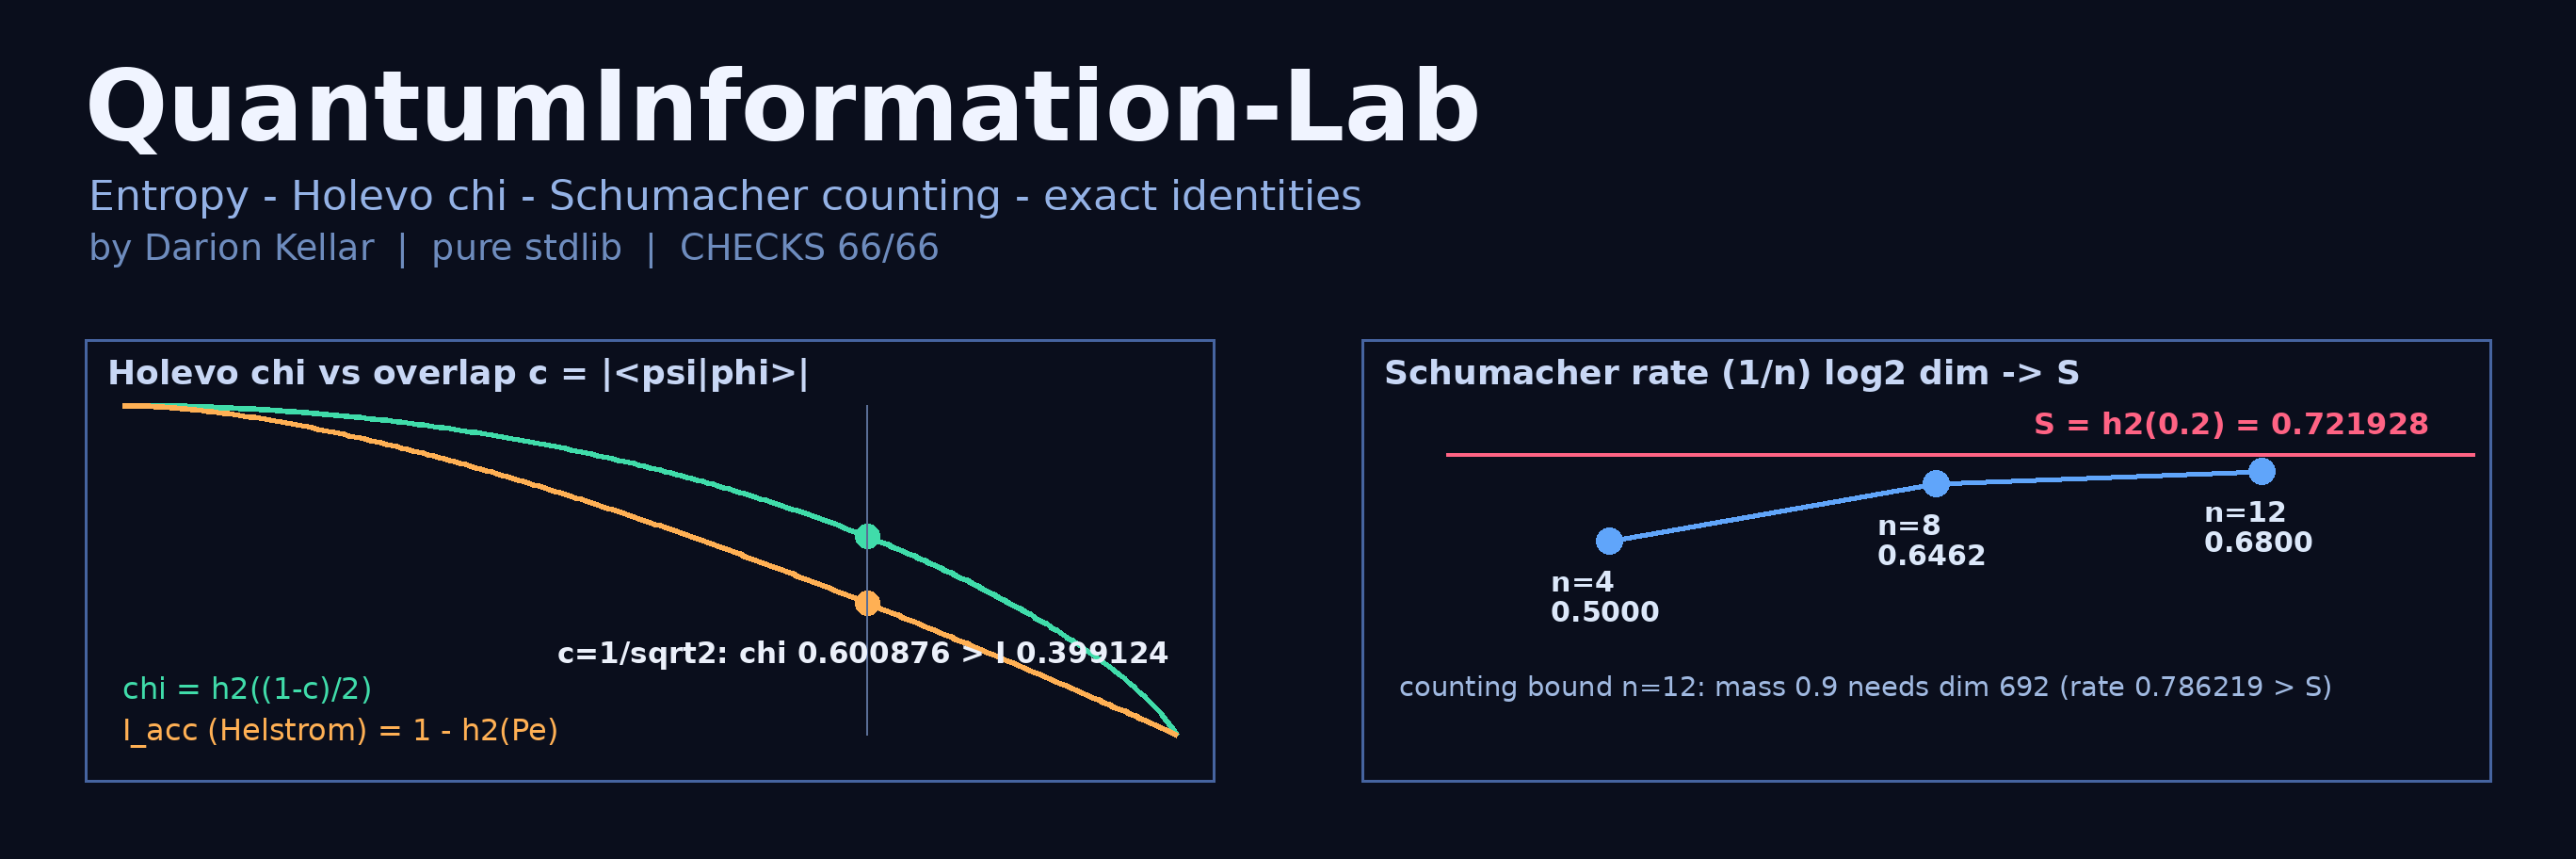 QuantumInformation-Lab
Entropy - Holevo chi - Schumacher counting - exact identities
by Darion Kellar | pure stdlib | CHECKS 66/66
Holevo chi vs overlap c = |<psi|phi>|
c=1/sqrt2: chi 0.600876 > I 0.399124
chi = h2((1-c)/2)
I_acc (Helstrom) = 1 - h2(Pe)
Schumacher rate (1/n) log2 dim -> S
S = h2(0.2) = 0.721928
n=4
0.5000
n=8
0.6462
n=12
0.6800
counting bound n=12: mass 0.9 needs dim 692 (rate 0.786219 > S)